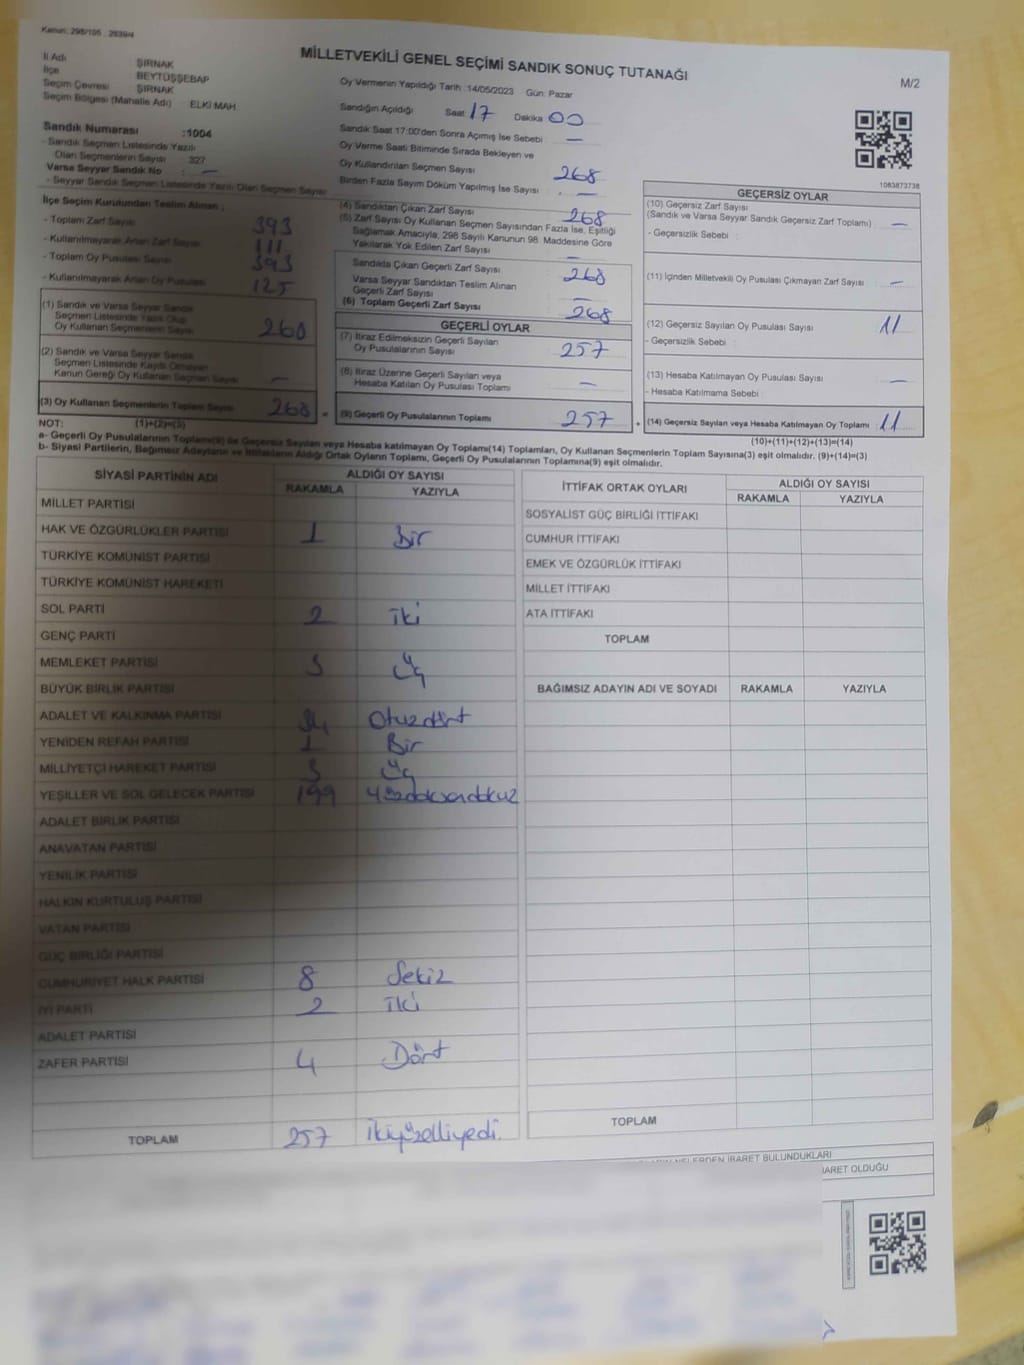 Kanun: 298/105 , 2839/4
MİLLETVEKİLİ GENEL SEÇİMİ SANDIK SONUÇ TUTANAĞI
M/2
İl Adı : ŞIRNAK
İlçe : BEYTÜŞŞEBAP
Seçim Çevresi : ŞIRNAK
Seçim Bölgesi (Mahalle Adı) : ELKİ MAH
Sandık Numarası :1004
- Sandık Seçmen Listesinde Yazılı
Olan Seçmenlerin Sayısı : 327
Varsa Seyyar Sandık No : —
- Seyyar Sandık Seçmen Listesinde Yazılı Olan Seçmen Sayısı
İlçe Seçim Kurulundan Teslim Alınan :
- Toplam Zarf Sayısı 393
- Kullanılmayarak Artan Zarf Sayısı 111
- Toplam Oy Pusulası Sayısı 393
- Kullanılmayarak Artan Oy Pusulası 125
(1) Sandık ve Varsa Seyyar Sandık
Seçmen Listesinde Yazılı Olup
Oy Kullanan Seçmenlerin Sayısı 268
(2) Sandık ve Varsa Seyyar Sandık
Seçmen Listesinde Kayıtlı Olmayan
Kanun Gereği Oy Kullanan Seçmen Sayısı —
(3) Oy Kullanan Seçmenlerin Toplam Sayısı 268 =
Oy Vermenin Yapıldığı Tarih :14/05/2023 Gün: Pazar
Sandığın Açıldığı Saat 17 Dakika 00
Sandık Saat 17:00'den Sonra Açımış İse Sebebi —
Oy Verme Saati Bitiminde Sırada Bekleyen ve
Oy Kullandırılan Seçmen Sayısı 268
Birden Fazla Sayım Döküm Yapılmış İse Sayısı : —
(4) Sandıktan Çıkan Zarf Sayısı 268
(5) Zarf Sayısı Oy Kullanan Seçmen Sayısından Fazla İse, Eşitliği
Sağlamak Amacıyla, 298 Sayılı Kanunun 98. Maddesine Göre
Yakılarak Yok Edilen Zarf Sayısı —
Sandıkta Çıkan Geçerli Zarf Sayısı 268
Varsa Seyyar Sandıktan Teslim Alınan
Geçerli Zarf Sayısı —
(6) Toplam Geçerli Zarf Sayısı 268
GEÇERLİ OYLAR
(7) İtiraz Edilmeksizin Geçerli Sayılan
Oy Pusulalarının Sayısı 257
(8) İtiraz Üzerine Geçerli Sayılan veya
Hesaba Katılan Oy Pusulası Toplamı —
(9) Geçerli Oy Pusulalarının Toplamı 257 +
1083873738
GEÇERSİZ OYLAR
(10) Geçersiz Zarf Sayısı
(Sandık ve Varsa Seyyar Sandık Geçersiz Zarf Toplamı) —
- Geçersizlik Sebebi :
(11) İçinden Milletvekili Oy Pusulası Çıkmayan Zarf Sayısı —
(12) Geçersiz Sayılan Oy Pusulası Sayısı 11
- Geçersizlik Sebebi :
(13) Hesaba Katılmayan Oy Pusulası Sayısı —
- Hesaba Katılmama Sebebi :
(14) Geçersiz Sayılan veya Hesaba Katılmayan Oy Toplamı : 11
NOT: (1)+(2)=(3) (10)+(11)+(12)+(13)=(14)
a- Geçerli Oy Pusulalarının Toplamı(9) ile Geçersiz Sayılan veya Hesaba katılmayan Oy Toplamı(14) Toplamları, Oy Kullanan Seçmenlerin Toplam Sayısına(3) eşit olmalıdır. (9)+(14)=(3)
b- Siyasi Partilerin, Bağımsız Adayların ve İttifakların Aldığı Ortak Oyların Toplamı, Geçerli Oy Pusulalarının Toplamına(9) eşit olmalıdır.
SİYASİ PARTİNİN ADI ALDIĞI OY SAYISI
RAKAMLA YAZIYLA
MİLLET PARTİSİ
HAK VE ÖZGÜRLÜKLER PARTİSİ 1 Bir
TÜRKİYE KOMÜNİST PARTİSİ
TÜRKİYE KOMÜNİST HAREKETİ
SOL PARTİ 2 iki
GENÇ PARTİ
MEMLEKET PARTİSİ 3 Üç
BÜYÜK BİRLİK PARTİSİ
ADALET VE KALKINMA PARTİSİ 34 Otuzdört
YENİDEN REFAH PARTİSİ 1 Bir
MİLLİYETÇİ HAREKET PARTİSİ 3 Üç
YEŞİLLER VE SOL GELECEK PARTİSİ 199 Yüzdoksandokuz
ADALET BİRLİK PARTİSİ
ANAVATAN PARTİSİ
YENİLİK PARTİSİ
HALKIN KURTULUŞ PARTİSİ
VATAN PARTİSİ
GÜÇ BİRLİĞİ PARTİSİ
CUMHURİYET HALK PARTİSİ 8 Sekiz
İYİ PARTİ 2 İki
ADALET PARTİSİ
ZAFER PARTİSİ 4 Dört
TOPLAM 257 ikiyüzelliyedi.
İTTİFAK ORTAK OYLARI ALDIĞI OY SAYISI
RAKAMLA YAZIYLA
SOSYALİST GÜÇ BİRLİĞİ İTTİFAKI
CUMHUR İTTİFAKI
EMEK VE ÖZGÜRLÜK İTTİFAKI
MİLLET İTTİFAKI
ATA İTTİFAKI
TOPLAM
BAĞIMSIZ ADAYIN ADI VE SOYADI RAKAMLA YAZIYLA
TOPLAM
NELERDEN İBARET BULUNDUKLARI
İBARET OLDUĞU